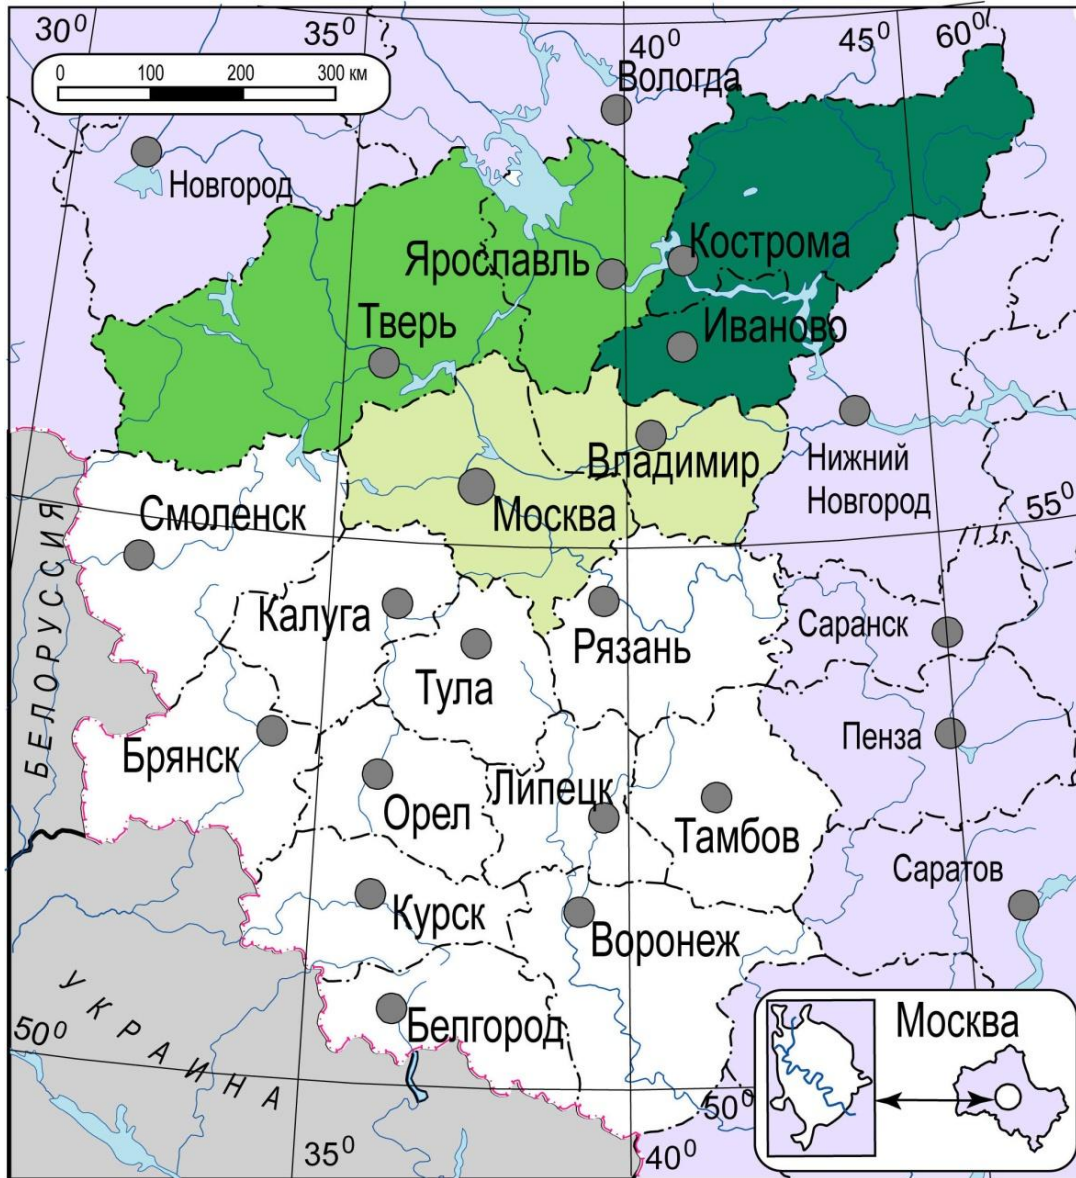 30⁰
35⁰
40⁰
45⁰
60⁰
0 100 200 300 км
Вологда
Новгород
Ярославль
Кострома
Тверь
Иваново
Владимир
Нижний
Новгород
Смоленск
Москва
55⁰
БЕЛОРУССИЯ
Калуга
Рязань
Саранск
Тула
Брянск
Пенза
Орел
Липецк
Тамбов
Саратов
Курск
Воронеж
УКРАИНА
50⁰
Белгород
Москва
50⁰
35⁰
40⁰